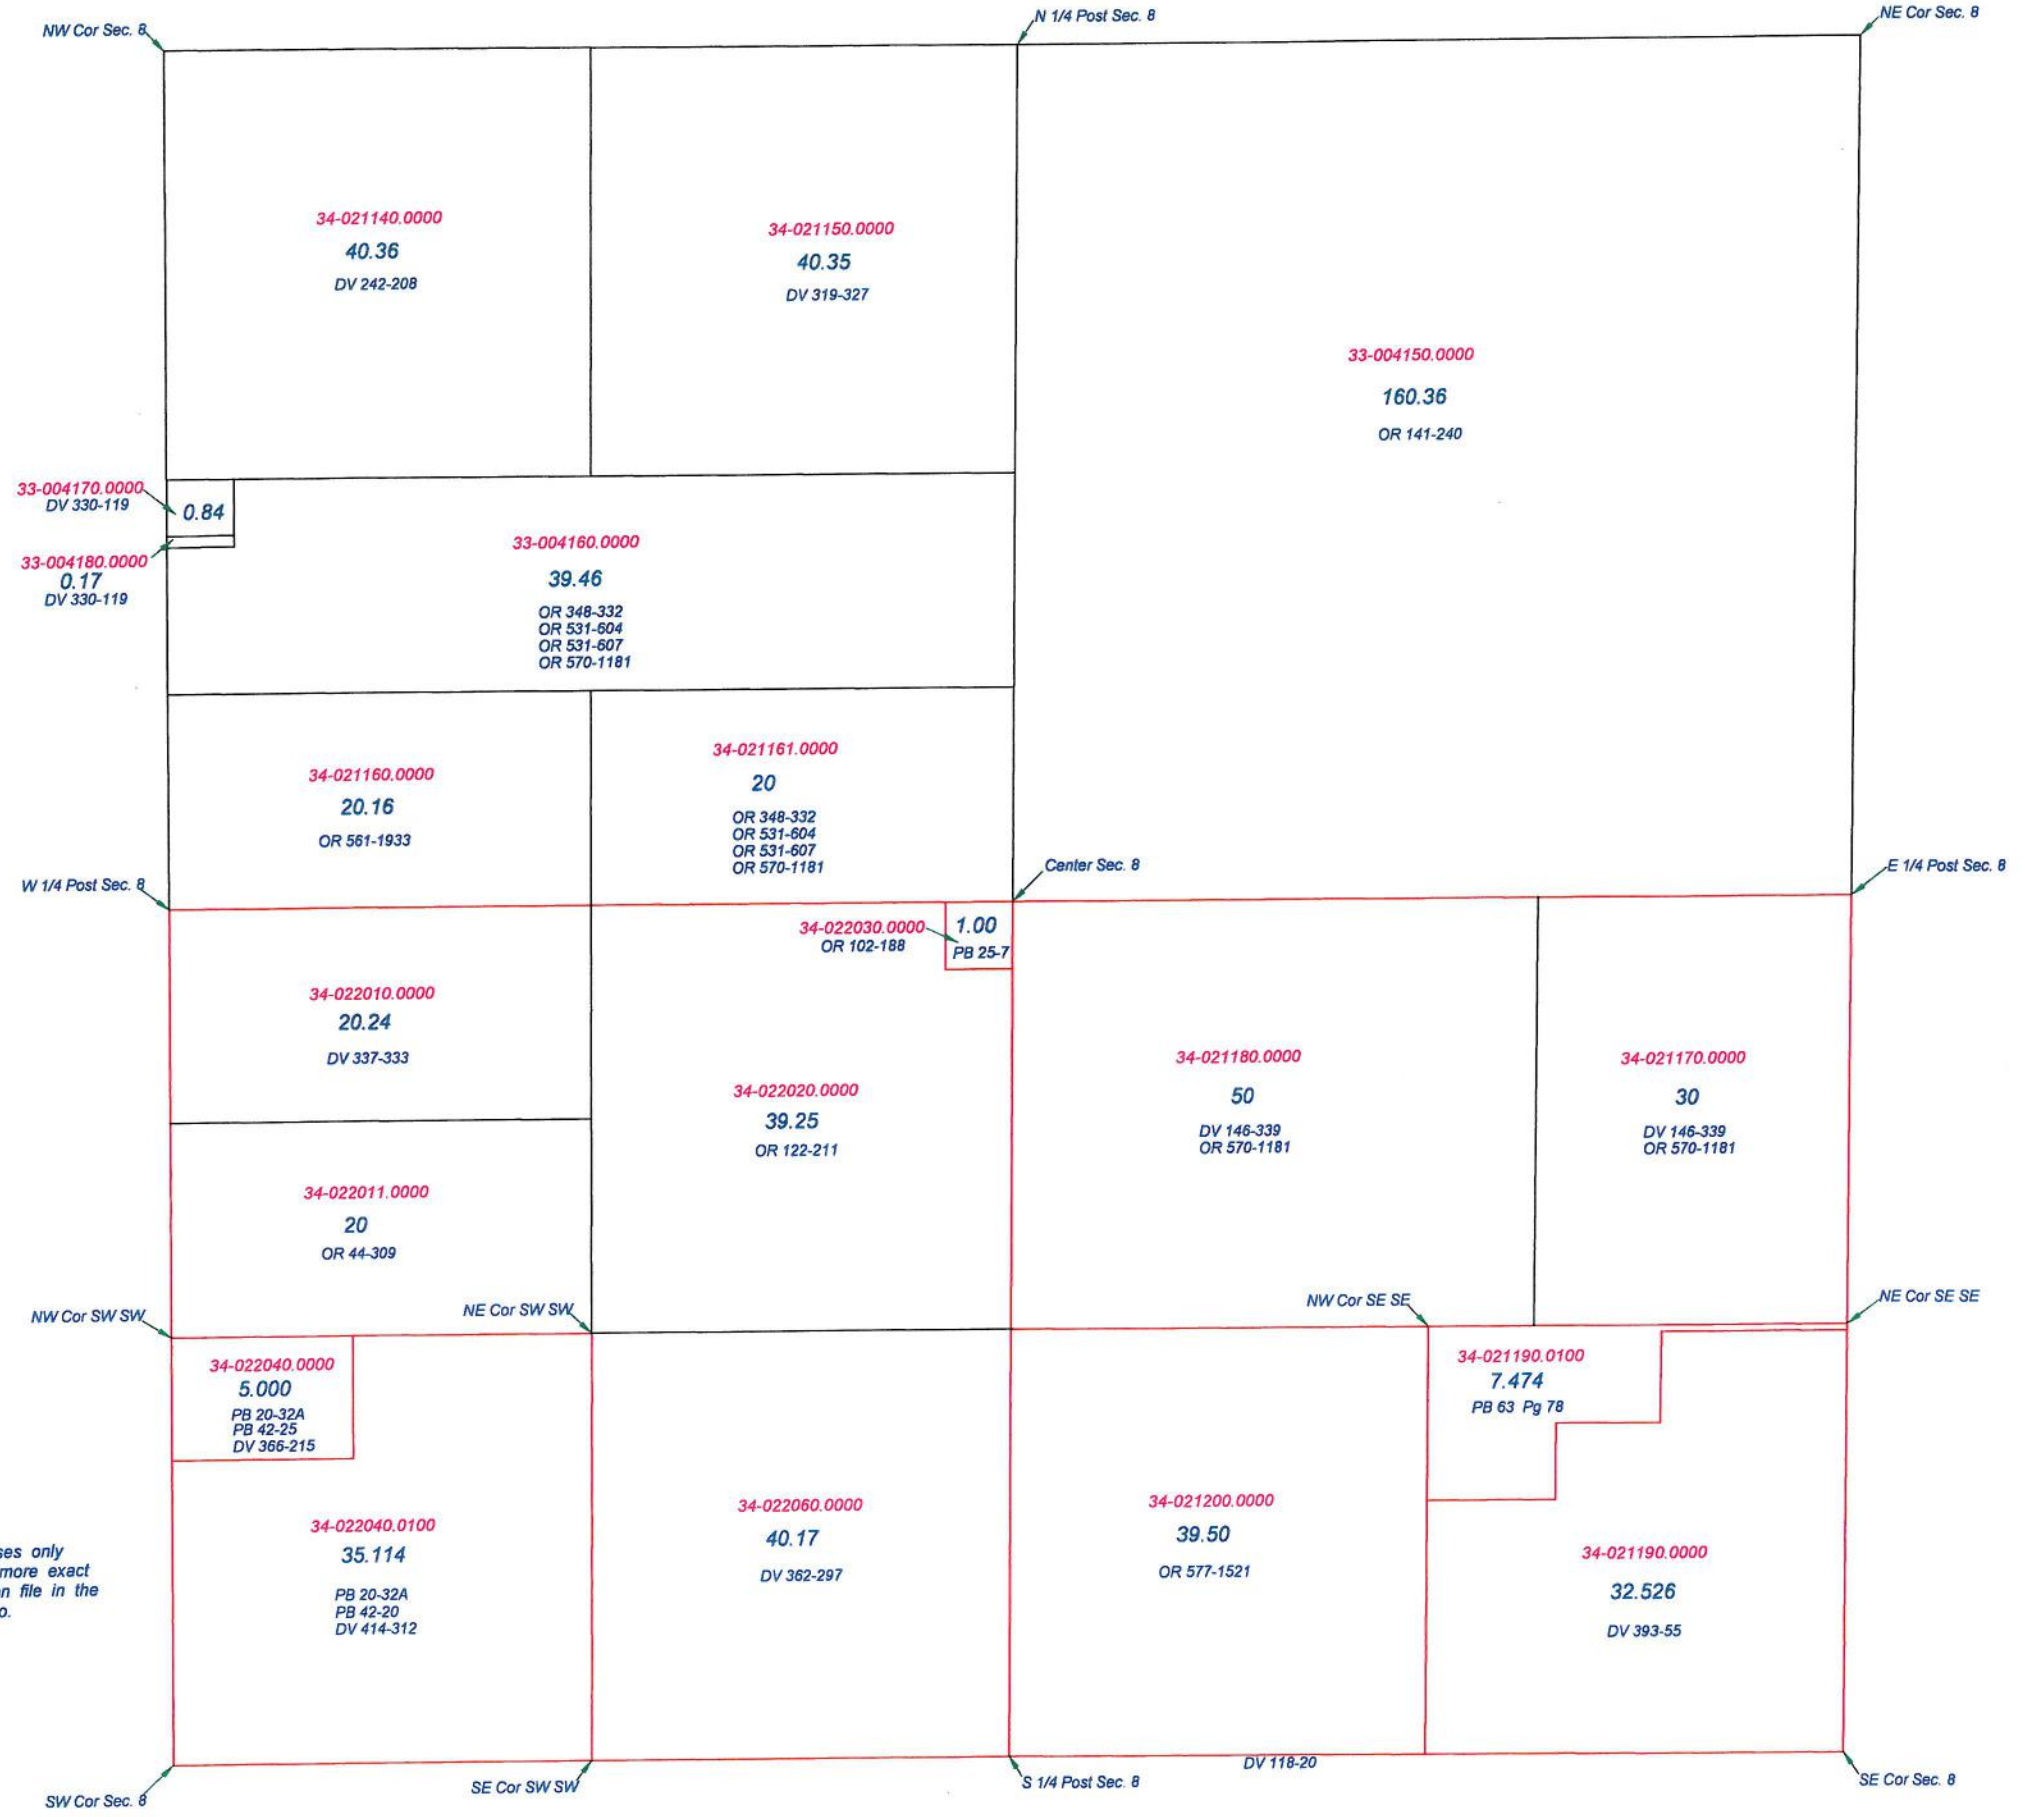 NW Cor Sec. 8
N 1/4 Post Sec. 8
NE Cor Sec. 8
34-021140.0000
40.36
DV 242-208
34-021150.0000
40.35
DV 319-327
33-004150.0000
160.36
OR 141-240
33-004170.0000
DV 330-119
0.84
33-004180.0000
0.17
DV 330-119
33-004160.0000
39.46
OR 348-332
OR 531-604
OR 531-607
OR 570-1181
34-021160.0000
20.16
OR 561-1933
34-021161.0000
20
OR 348-332
OR 531-604
OR 531-607
OR 570-1181
W 1/4 Post Sec. 8
Center Sec. 8
E 1/4 Post Sec. 8
34-022030.0000
OR 102-188
1.00
PB 25-7
34-022010.0000
20.24
DV 337-333
34-022020.0000
39.25
OR 122-211
34-021180.0000
50
DV 146-339
OR 570-1181
34-021170.0000
30
DV 146-339
OR 570-1181
34-022011.0000
20
OR 44-309
NW Cor SW SW
NE Cor SW SW
NW Cor SE SE
NE Cor SE SE
34-022040.0000
5.000
PB 20-32A
PB 42-25
DV 366-215
34-021190.0100
7.474
PB 63 Pg 78
34-022040.0100
35.114
PB 20-32A
PB 42-20
DV 414-312
34-022060.0000
40.17
DV 362-297
34-021200.0000
39.50
OR 577-1521
34-021190.0000
32.526
DV 393-55
only
more exact
file in the
DV 118-20
SW Cor Sec. 8
SE Cor SW SW
S 1/4 Post Sec. 8
SE Cor Sec. 8